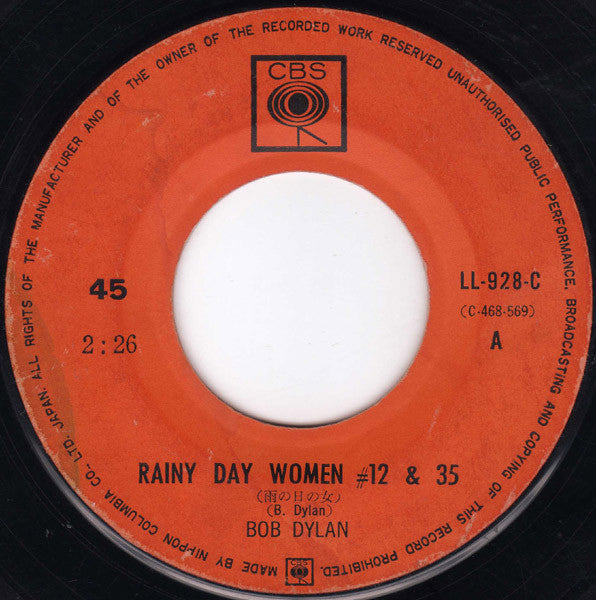 ALL RIGHTS OF THE MANUFACTURER AND OF THE OWNER OF THE RECORDED WORK RESERVED UNAUTHORISED PUBLIC PERFORMANCE, BROADCASTING AND COPYING OF THIS RECORD PROHIBITED.
MADE BY NIPPON COLUMBIA CO., LTD. JAPAN.
CBS
45
LL-928-C
(C-468-569)
2:26
A
RAINY DAY WOMEN #12 & 35
(雨の日の女)
(B. Dylan)
BOB DYLAN
CBS